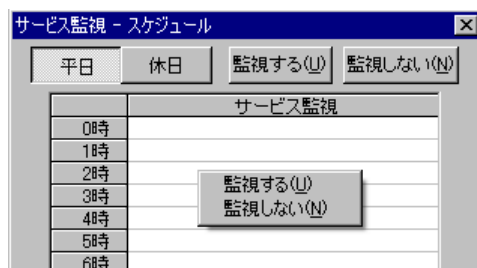 サービス監視 - スケジュール
平日 休日 監視する(U) 監視しない(N)
サービス監視
0時
1時
2時
監視する(U)
3時
監視しない(N)
4時
5時
6時